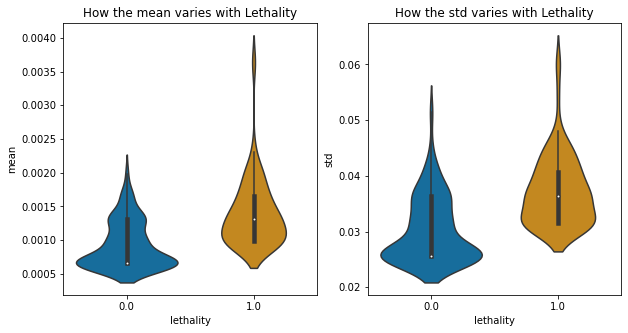 How the mean varies with Lethality
mean
0.0040
0.0035
0.0030
0.0025
0.0020
0.0015
0.0010
0.0005
0.0 1.0
lethality
How the std varies with Lethality
std
0.06
0.05
0.04
0.03
0.02
0.0 1.0
lethality